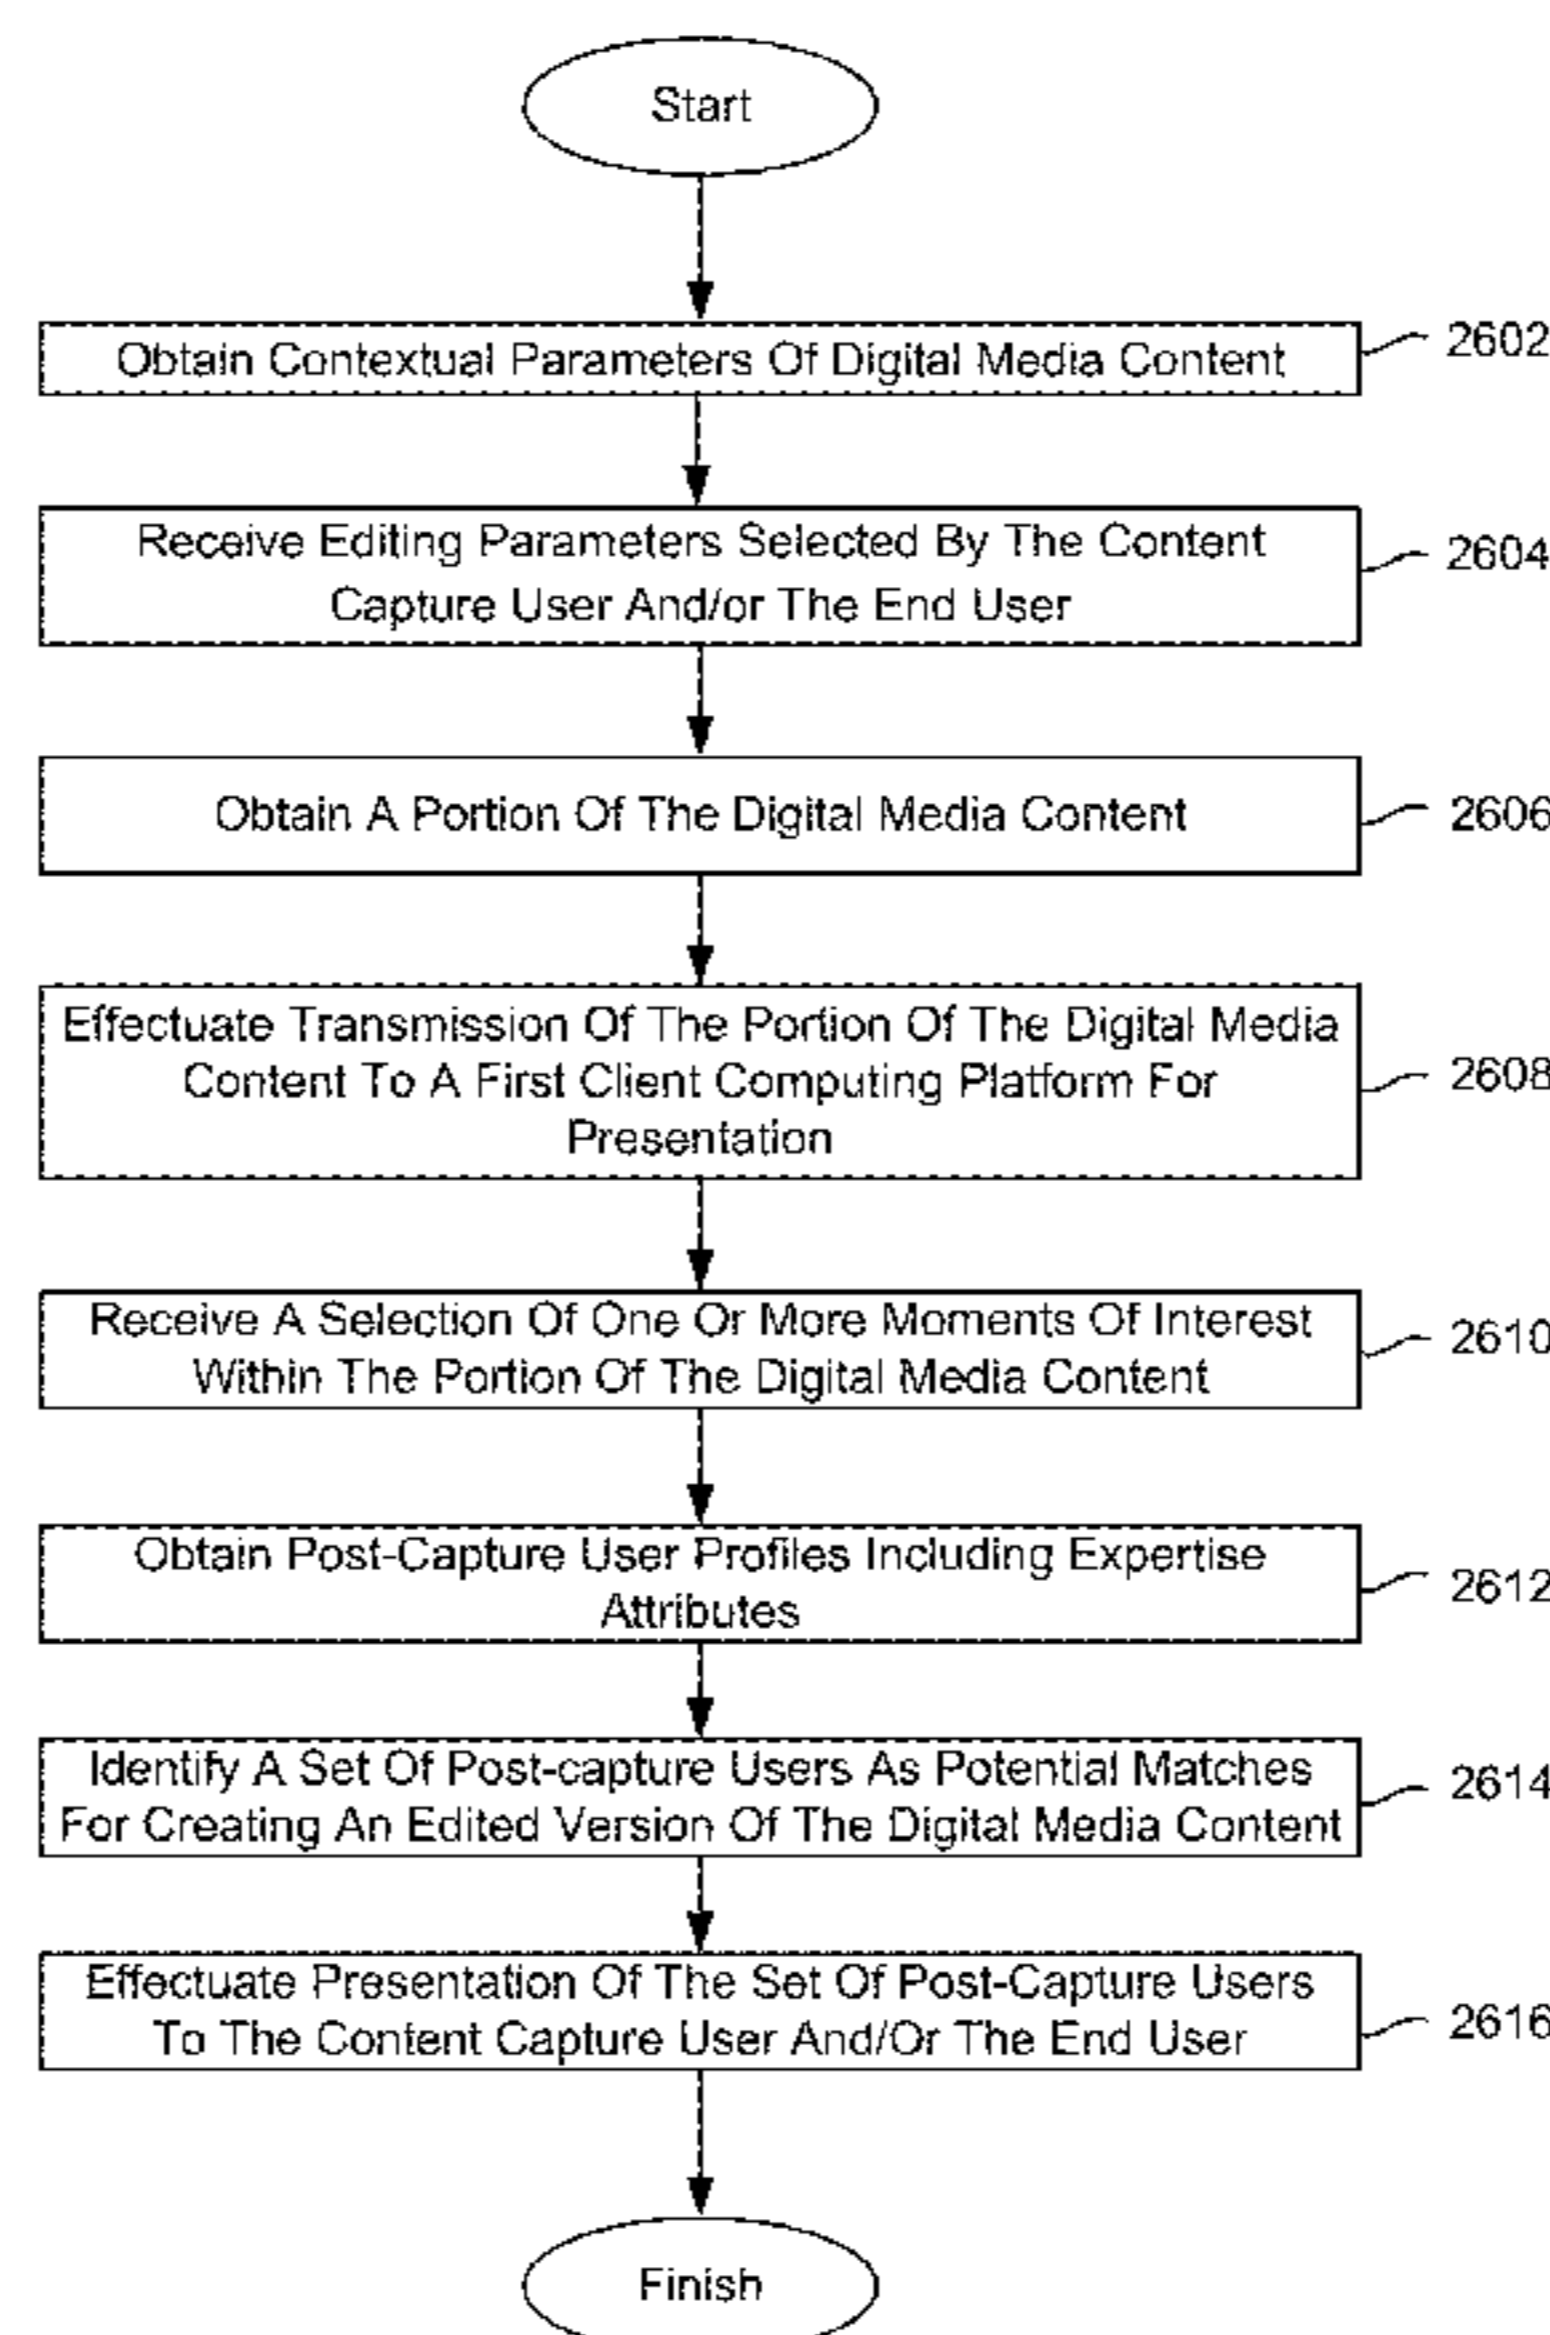 Start
Obtain Contextual Parameters Of Digital Media Content
2602
Receive Editing Parameters Selected By The Content
Capture User And/or The End User
2604
Obtain A Portion Of The Digital Media Content
2606
Effectuate Transmission Of The Portion Of The Digital Media
Content To A First Client Computing Platform For
Presentation
2608
Receive A Selection Of One Or More Moments Of Interest
Within The Portion Of The Digital Media Content
2610
Obtain Post-Capture User Profiles Including Expertise
Attributes
2612
Identify A Set Of Post-capture Users As Potential Matches
For Creating An Edited Version Of The Digital Media Content
2614
Effectuate Presentation Of The Set Of Post-Capture Users
To The Content Capture User And/Or The End User
2616
Finish